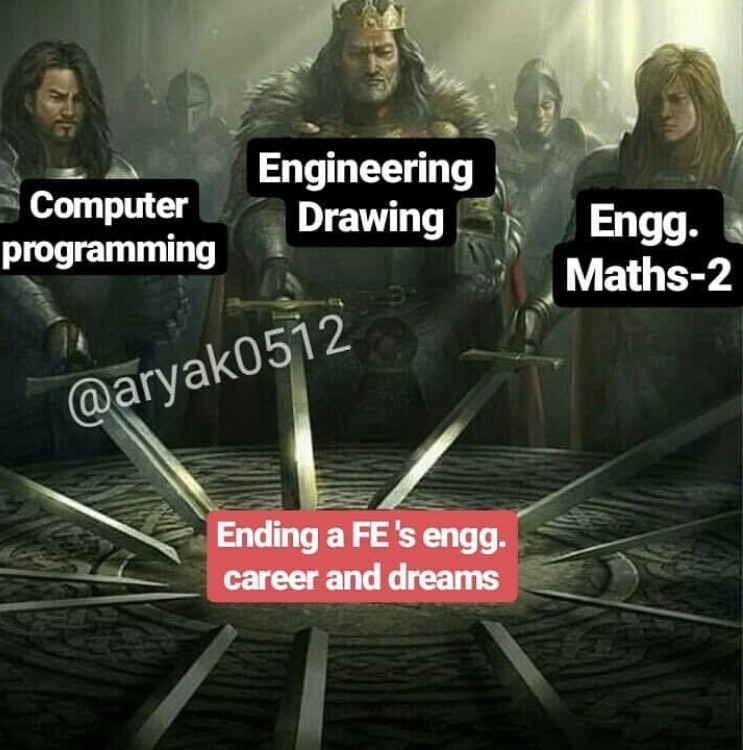 Engineering
Drawing
Computer
programming
Engg.
Maths-2
@aryak0512
Ending a FE's engg.
career and dreams